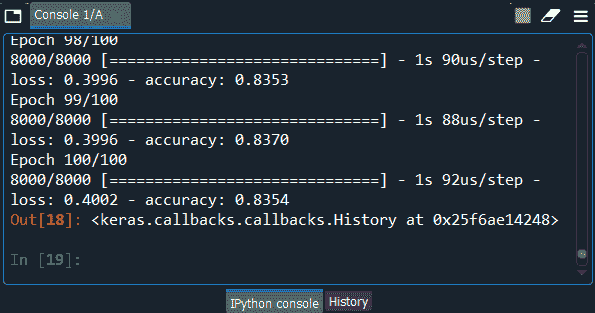 Console 1/A
Epoch 98/100
8000/8000 [==============================] - 1s 90us/step -
loss: 0.3996 - accuracy: 0.8353
Epoch 99/100
8000/8000 [==============================] - 1s 88us/step -
loss: 0.3996 - accuracy: 0.8370
Epoch 100/100
8000/8000 [==============================] - 1s 92us/step -
loss: 0.4002 - accuracy: 0.8354
Out[18]: <keras.callbacks.callbacks.History at 0x25f6ae14248>
In [19]:
IPython console History